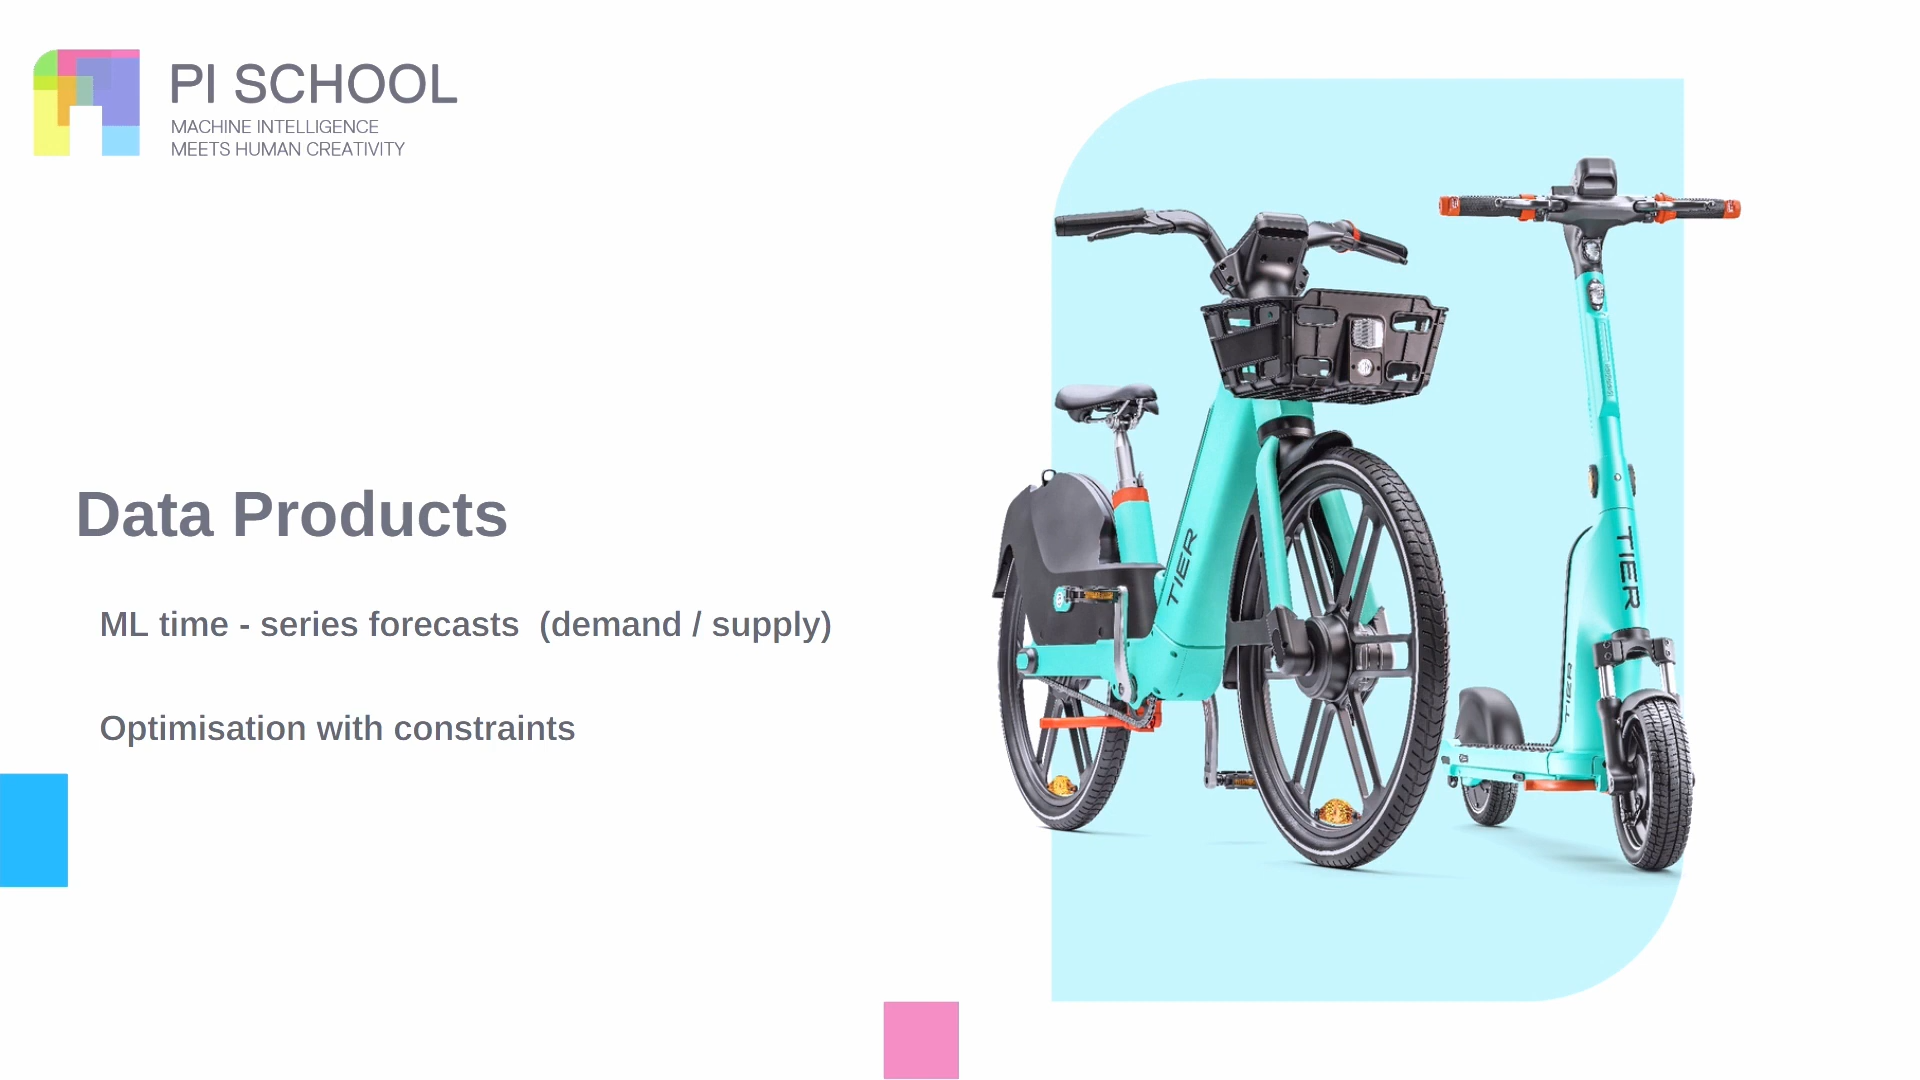 PI SCHOOL
MACHINE INTELLIGENCE
MEETS HUMAN CREATIVITY
Data Products
ML time - series forecasts  (demand / supply)
Optimisation with constraints
TIER
TIER
TIER